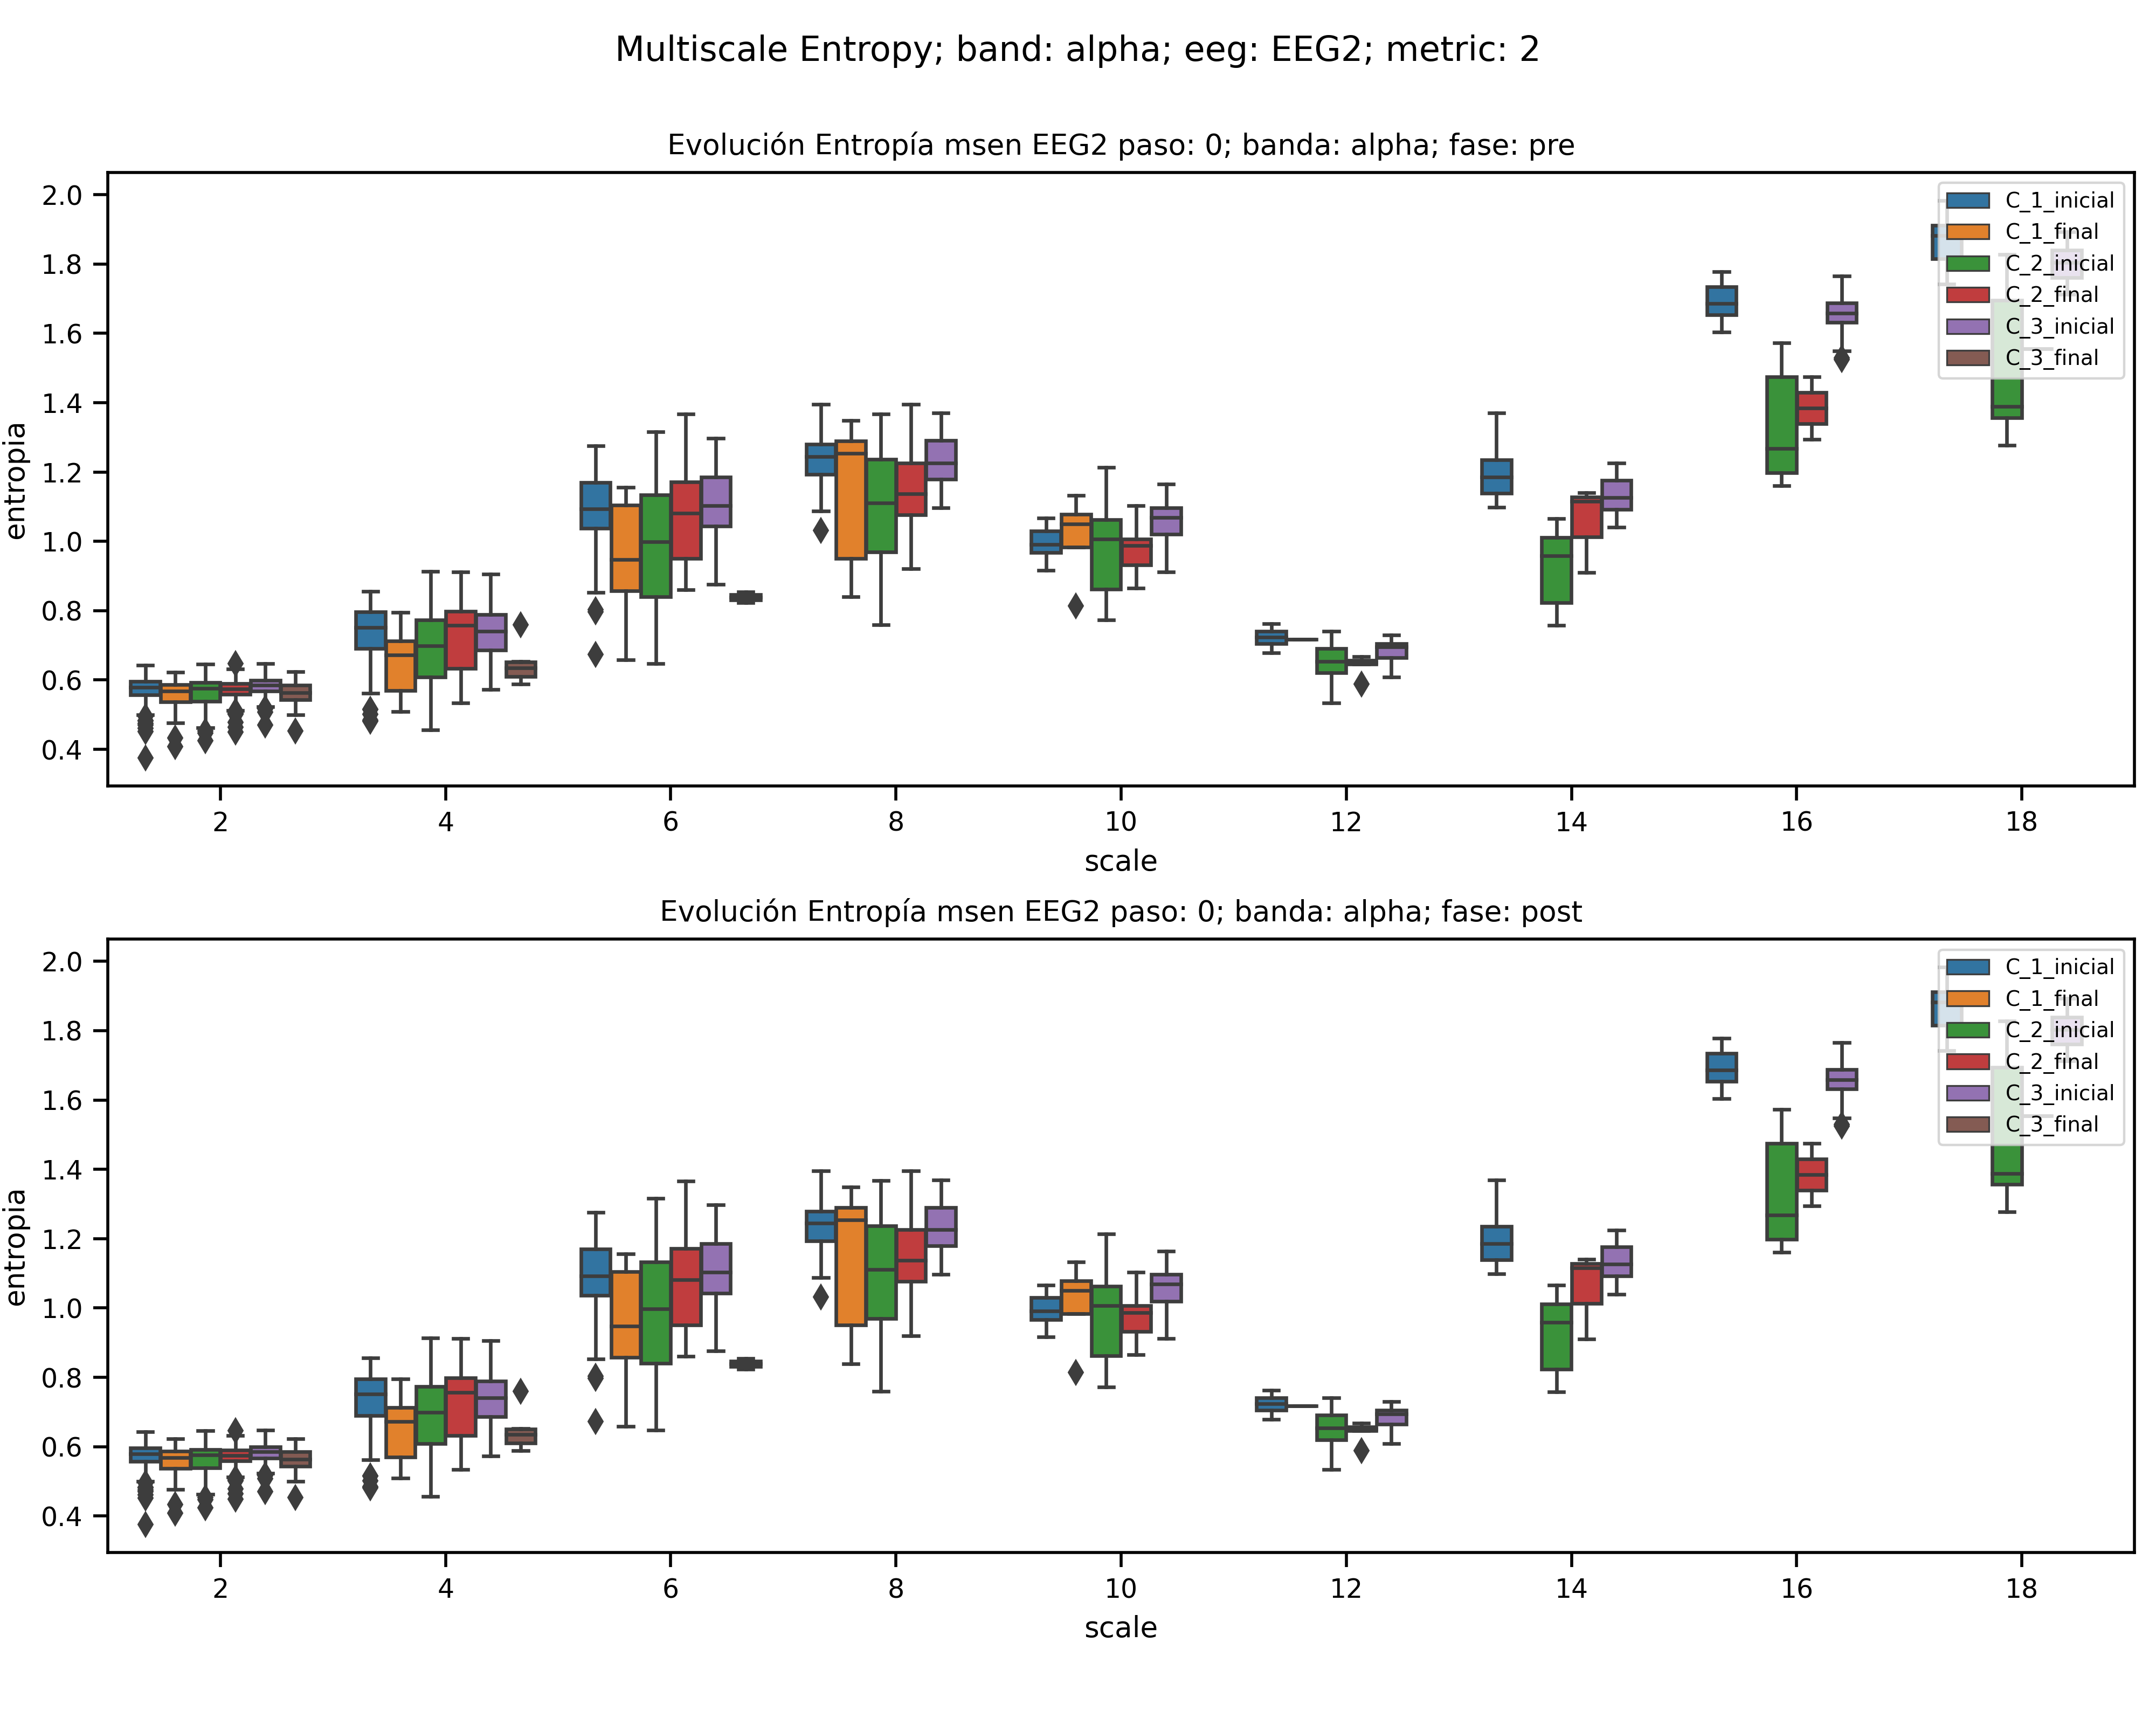 Multiscale Entropy; band: alpha; eeg: EEG2; metric: 2
Evolución Entropía msen EEG2 paso: 0; banda: alpha; fase: pre
entropia
2.0
1.8
1.6
1.4
1.2
1.0
0.8
0.6
0.4
C_1_inicial
C_1_final
C_2_inicial
C_2_final
C_3_inicial
C_3_final
2 4 6 8 10 12 14 16 18
scale
Evolución Entropía msen EEG2 paso: 0; banda: alpha; fase: post
entropia
2.0
1.8
1.6
1.4
1.2
1.0
0.8
0.6
0.4
C_1_inicial
C_1_final
C_2_inicial
C_2_final
C_3_inicial
C_3_final
2 4 6 8 10 12 14 16 18
scale